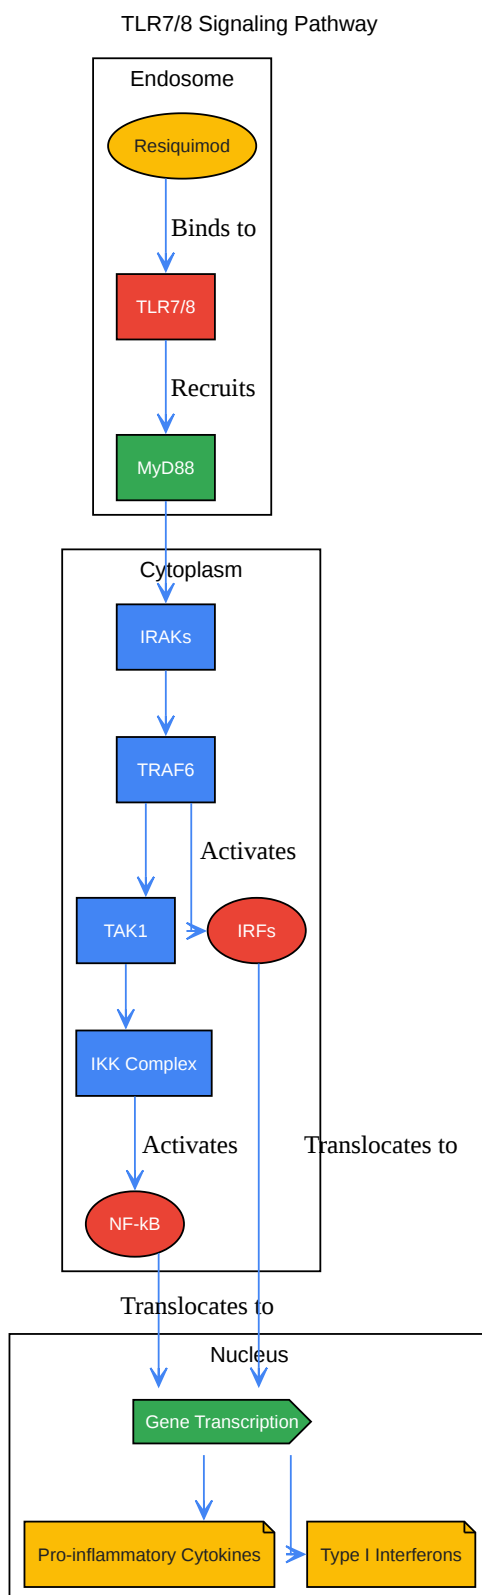 TLR7/8 Signaling Pathway
Endosome
Resiquimod
Binds to
TLR7/8
Recruits
MyD88
Cytoplasm
IRAKs
TRAF6
Activates
TAK1
IRFs
IKK Complex
Activates
Translocates to
NF-kB
Translocates to
Nucleus
Gene Transcription
Pro-inflammatory Cytokines
Type I Interferons